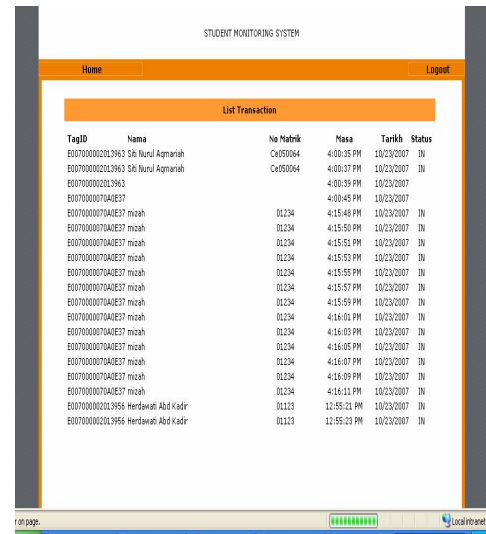 STUDENT MONITORING SYSTEM
Home Logout
List Transaction
TagID Nama No Matrik Masa Tarikh Status
E007000002013963 Siti Nurul Aqmariah Ce050064 4:00:35 PM 10/23/2007 IN
E007000002013963 Siti Nurul Aqmariah Ce050064 4:00:37 PM 10/23/2007 IN
E007000002013963 4:00:39 PM 10/23/2007
E0070000070A0E37 4:00:45 PM 10/23/2007
E0070000070A0E37 mizah 01234 4:15:48 PM 10/23/2007 IN
E0070000070A0E37 mizah 01234 4:15:50 PM 10/23/2007 IN
E0070000070A0E37 mizah 01234 4:15:51 PM 10/23/2007 IN
E0070000070A0E37 mizah 01234 4:15:53 PM 10/23/2007 IN
E0070000070A0E37 mizah 01234 4:15:55 PM 10/23/2007 IN
E0070000070A0E37 mizah 01234 4:15:57 PM 10/23/2007 IN
E0070000070A0E37 mizah 01234 4:15:59 PM 10/23/2007 IN
E0070000070A0E37 mizah 01234 4:16:01 PM 10/23/2007 IN
E0070000070A0E37 mizah 01234 4:16:03 PM 10/23/2007 IN
E0070000070A0E37 mizah 01234 4:16:05 PM 10/23/2007 IN
E0070000070A0E37 mizah 01234 4:16:07 PM 10/23/2007 IN
E0070000070A0E37 mizah 01234 4:16:09 PM 10/23/2007 IN
E0070000070A0E37 mizah 01234 4:16:11 PM 10/23/2007 IN
E007000002013956 Herdawati Abd Kadir 01123 12:55:21 PM 10/23/2007 IN
E007000002013956 Herdawati Abd Kadir 01123 12:55:23 PM 10/23/2007 IN
r on page. Local intranet